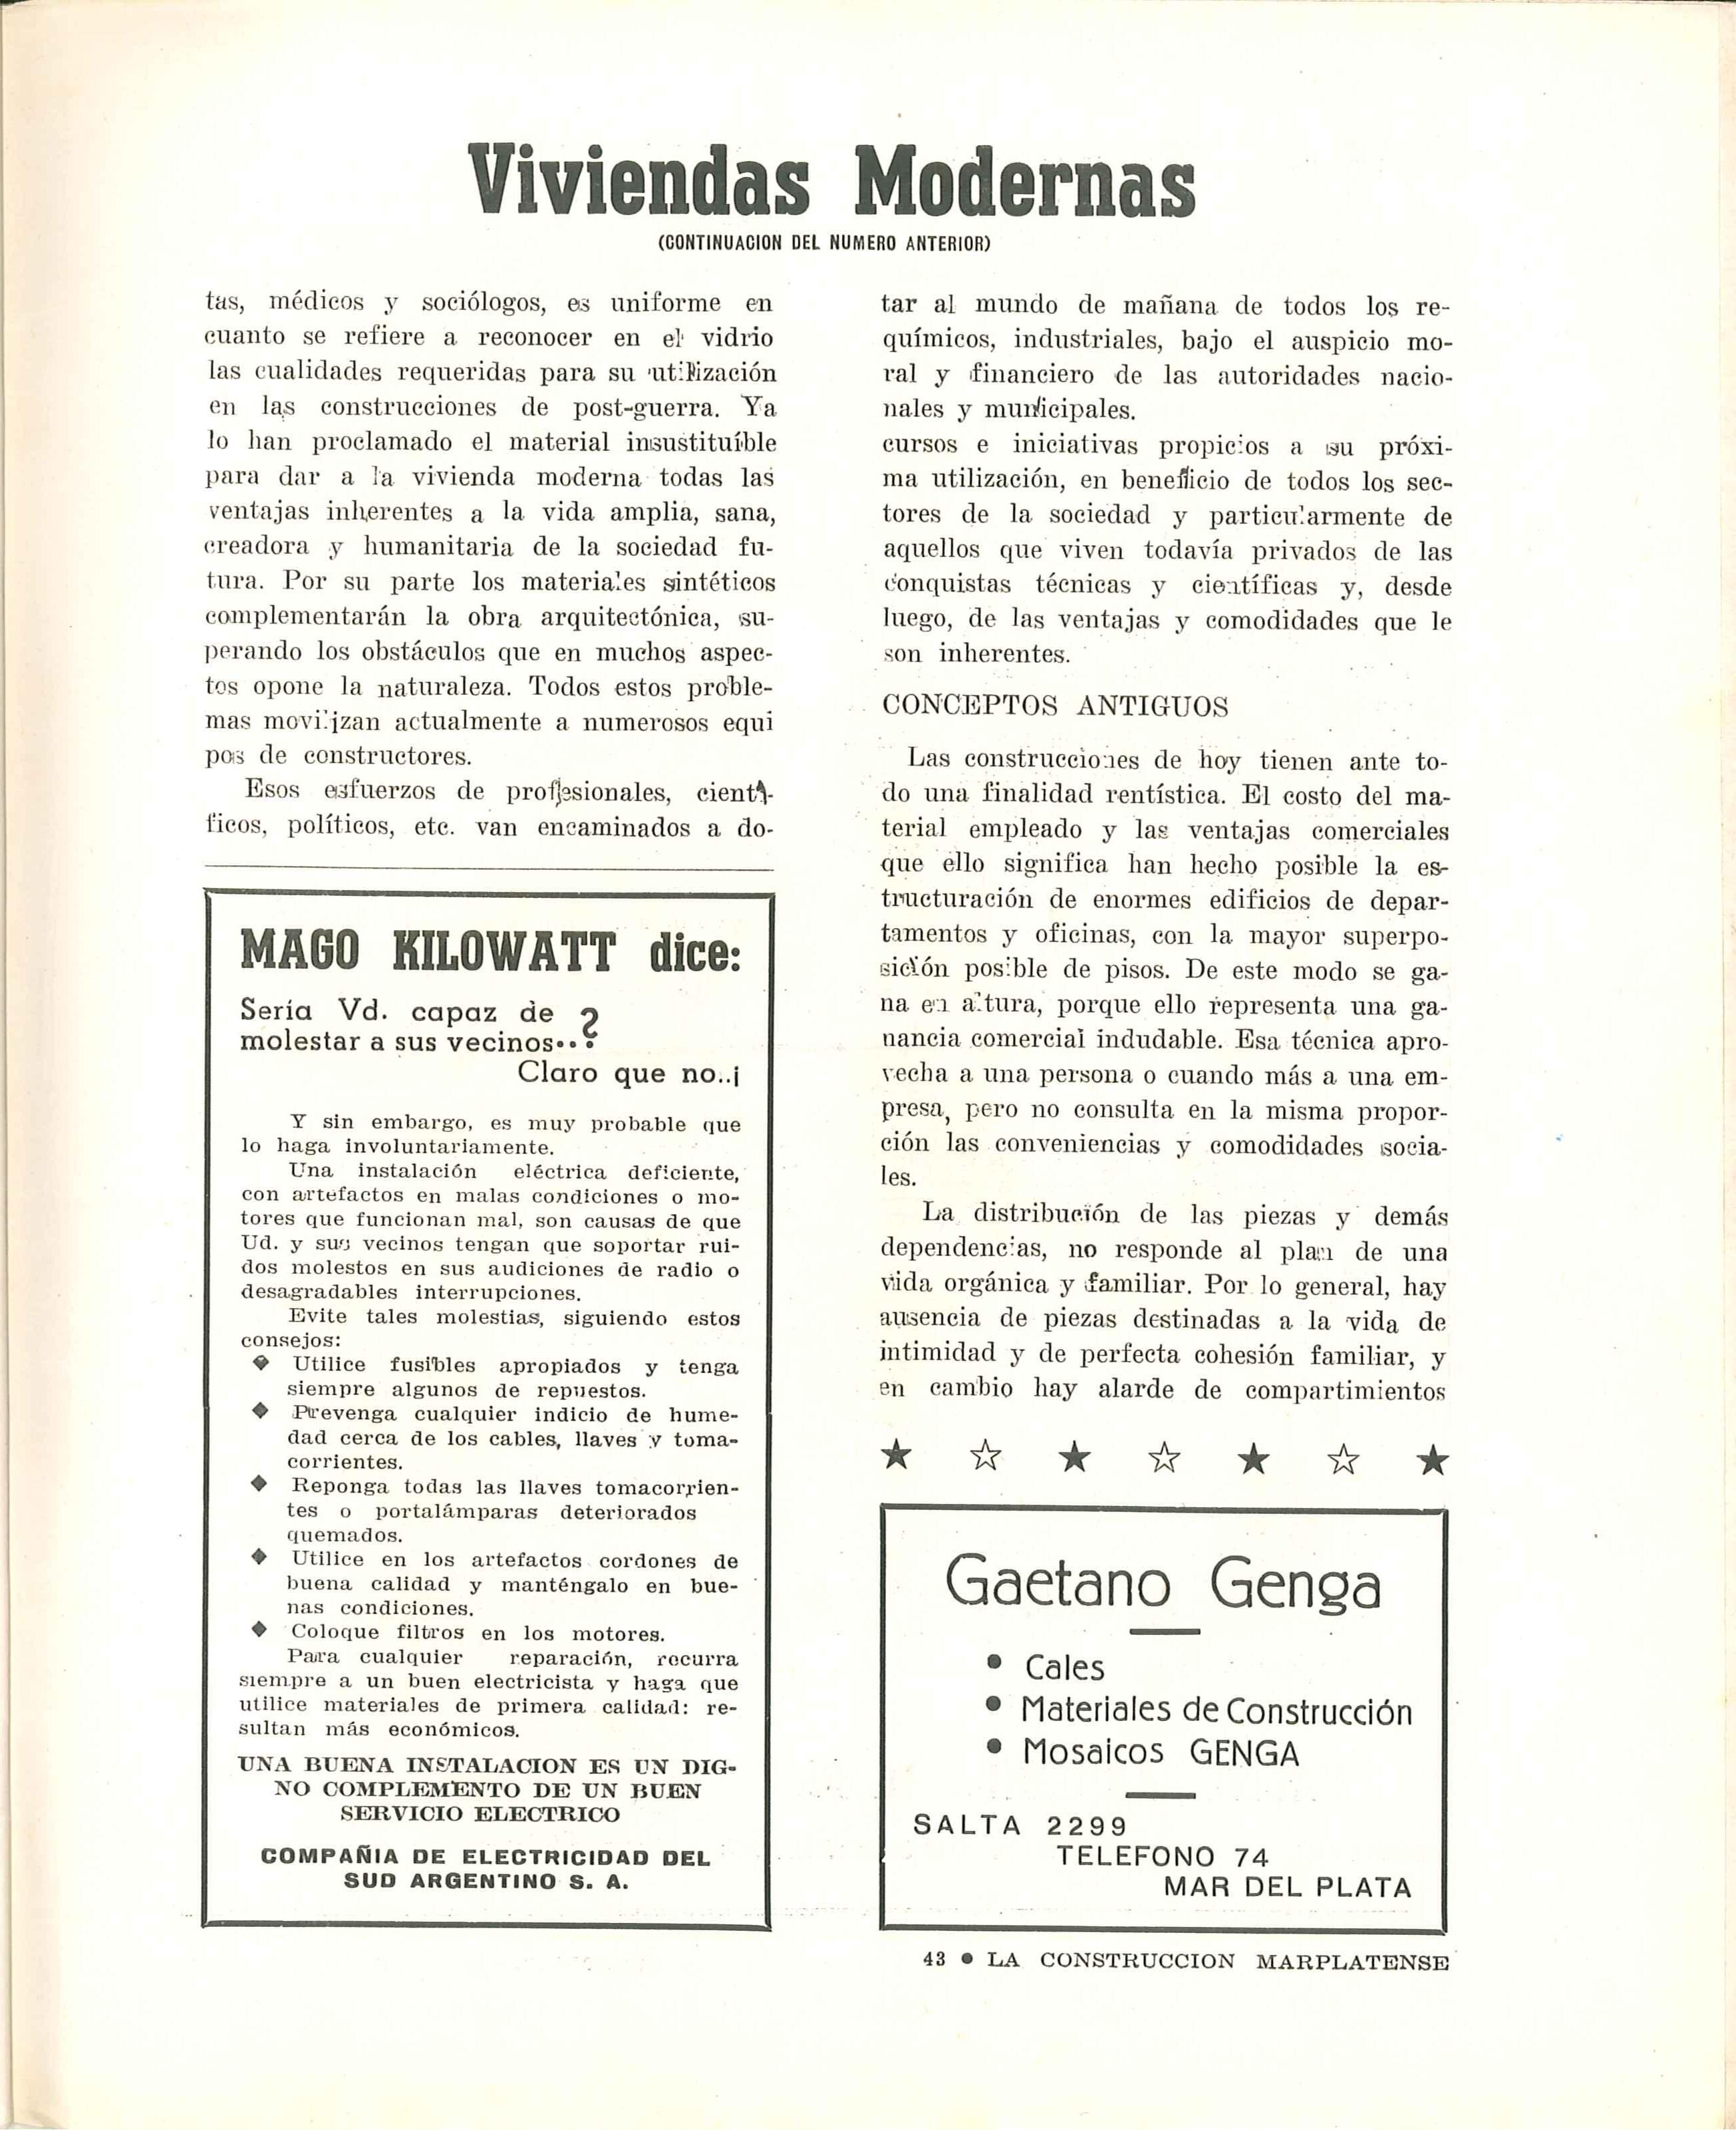 Viviendas Modernas
(CONTINUACION DEL NUMERO ANTERIOR)
tas, médicos y sociólogos, es uniforme en
cuanto se refiere a reconocer en el vidrio
las cualidades requeridas para su utilización
en las construcciones de post-guerra. Ya
lo han proclamado el material insustituíble
para dar a la vivienda moderna todas las
ventajas inherentes a la vida amplia, sana,
creadora y humanitaria de la sociedad fu-
tura. Por su parte los materiales sintéticos
complementarán la obra arquitectónica, su-
perando los obstáculos que en muchos aspec-
tos opone la naturaleza. Todos estos proble-
mas movilizan actualmente a numerosos equi
pos de constructores.
Esos esfuerzos de profesionales, cientí-
ficos, políticos, etc. van encaminados a do-
MAGO KILOWATT dice:
Sería Vd. capaz de
molestar a sus vecinos..?
Claro que no..¡
Y sin embargo, es muy probable que
lo haga involuntariamente.
Una instalación eléctrica deficiente,
con artefactos en malas condiciones o mo-
tores que funcionan mal, son causas de que
Ud. y sus vecinos tengan que soportar rui-
dos molestos en sus audiciones de radio o
desagradables interrupciones.
Evite tales molestias, siguiendo estos
consejos:
◆ Utilice fusibles apropiados y tenga
siempre algunos de repuestos.
◆ Prevenga cualquier indicio de hume-
dad cerca de los cables, llaves y toma-
corrientes.
◆ Reponga todas las llaves tomacorrien-
tes o portalámparas deteriorados
quemados.
◆ Utilice en los artefactos cordones de
buena calidad y manténgalo en bue-
nas condiciones.
◆ Coloque filtros en los motores.
Para cualquier reparación, recurra
siempre a un buen electricista y haga que
utilice materiales de primera calidad: re-
sultan más económicos.
UNA BUENA INSTALACION ES UN DIG-
NO COMPLEMENTO DE UN BUEN
SERVICIO ELECTRICO
COMPAÑIA DE ELECTRICIDAD DEL
SUD ARGENTINO S. A.
tar al mundo de mañana de todos los re-
químicos, industriales, bajo el auspicio mo-
ral y financiero de las autoridades nacio-
nales y municipales.
cursos e iniciativas propicios a su próxi-
ma utilización, en beneficio de todos los sec-
tores de la sociedad y particularmente de
aquellos que viven todavía privados de las
conquistas técnicas y científicas y, desde
luego, de las ventajas y comodidades que le
son inherentes.
CONCEPTOS ANTIGUOS
Las construcciones de hoy tienen ante to-
do una finalidad rentística. El costo del ma-
terial empleado y las ventajas comerciales
que ello significa han hecho posible la es-
tructuración de enormes edificios de depar-
tamentos y oficinas, con la mayor superpo-
sición posible de pisos. De este modo se ga-
na en altura, porque ello representa una ga-
nancia comercial indudable. Esa técnica apro-
vecha a una persona o cuando más a una em-
presa, pero no consulta en la misma propor-
ción las conveniencias y comodidades socia-
les.
La distribución de las piezas y demás
dependencias, no responde al plan de una
vida orgánica y familiar. Por lo general, hay
ausencia de piezas destinadas a la vida de
intimidad y de perfecta cohesión familiar, y
en cambio hay alarde de compartimientos
★ ☆ ★ ☆ ★ ☆ ★
Gaetano Genga
• Cales
• Materiales de Construcción
• Mosaicos GENGA
SALTA 2299
TELEFONO 74
MAR DEL PLATA
43 ● LA CONSTRUCCION MARPLATENSE